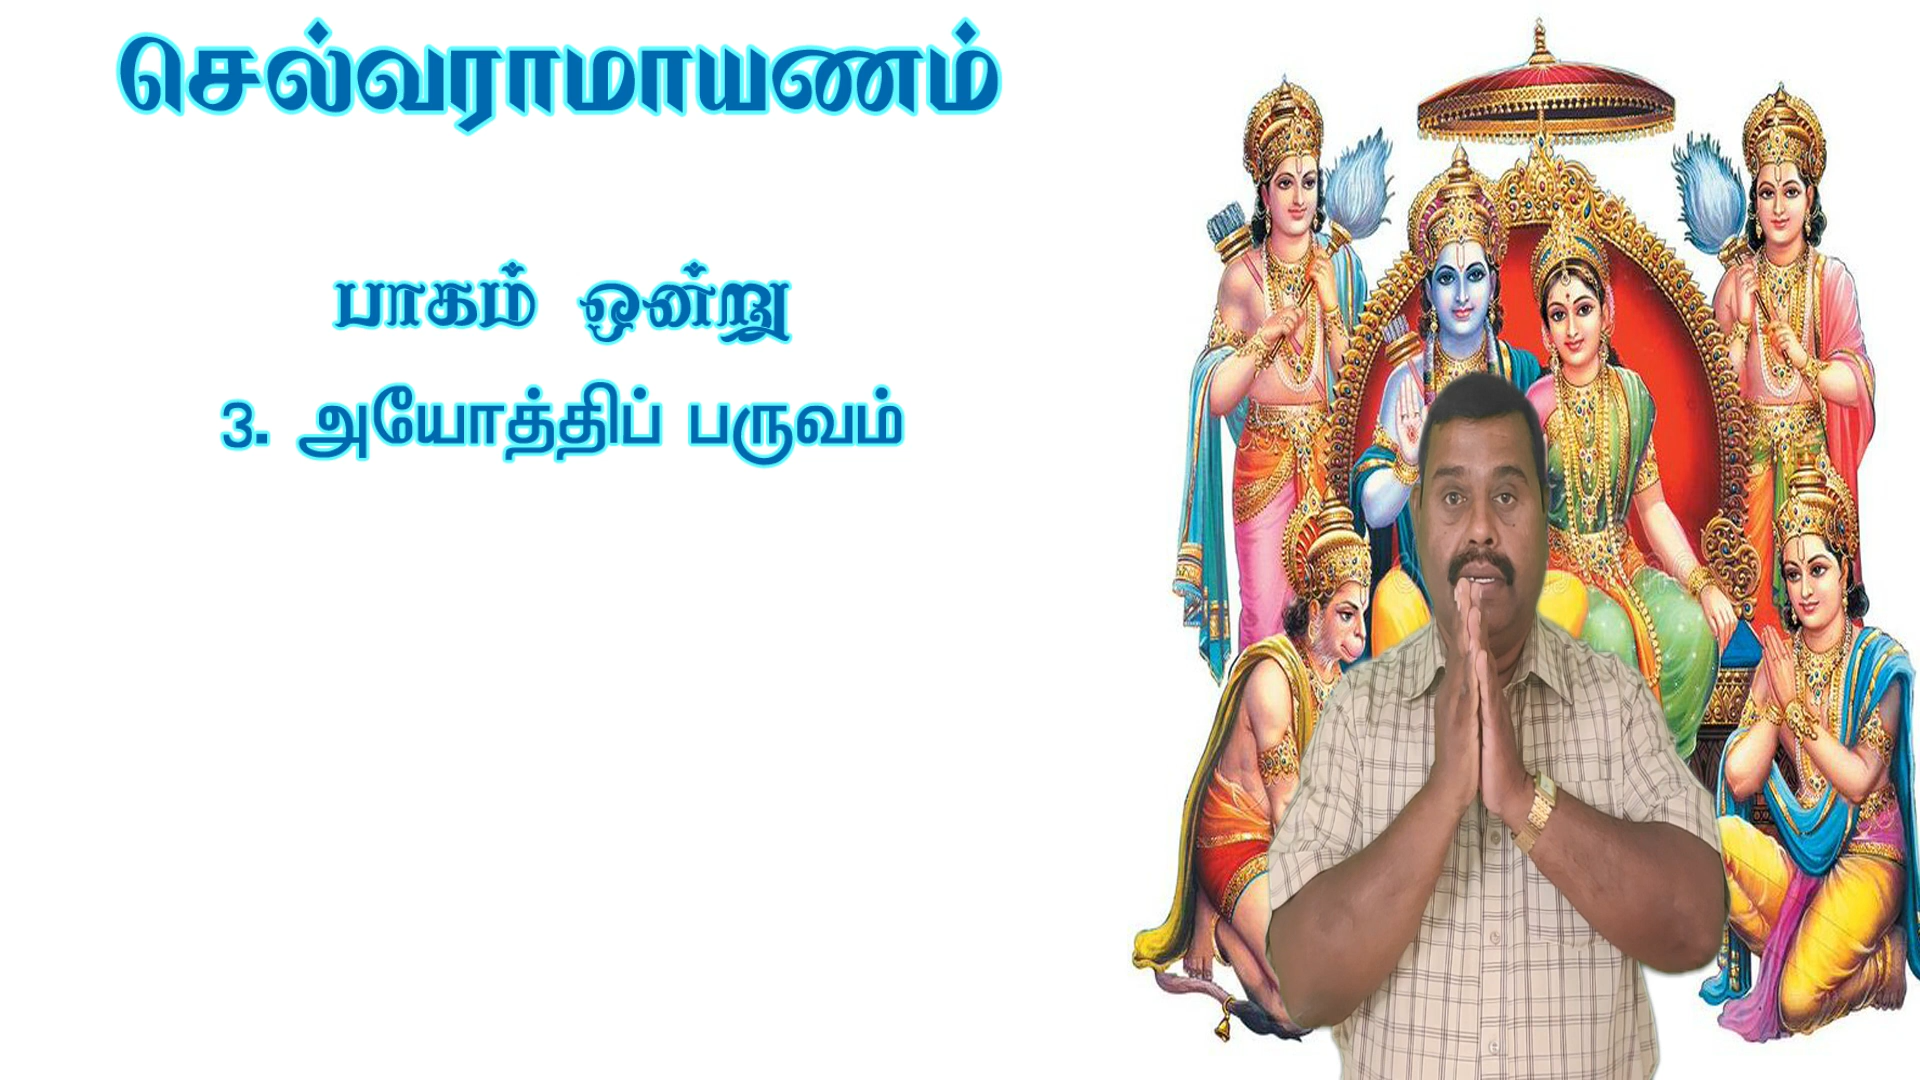 செல்வராமாயணம்
பாகம் ஒன்று
3. அயோத்திப் பருவம்